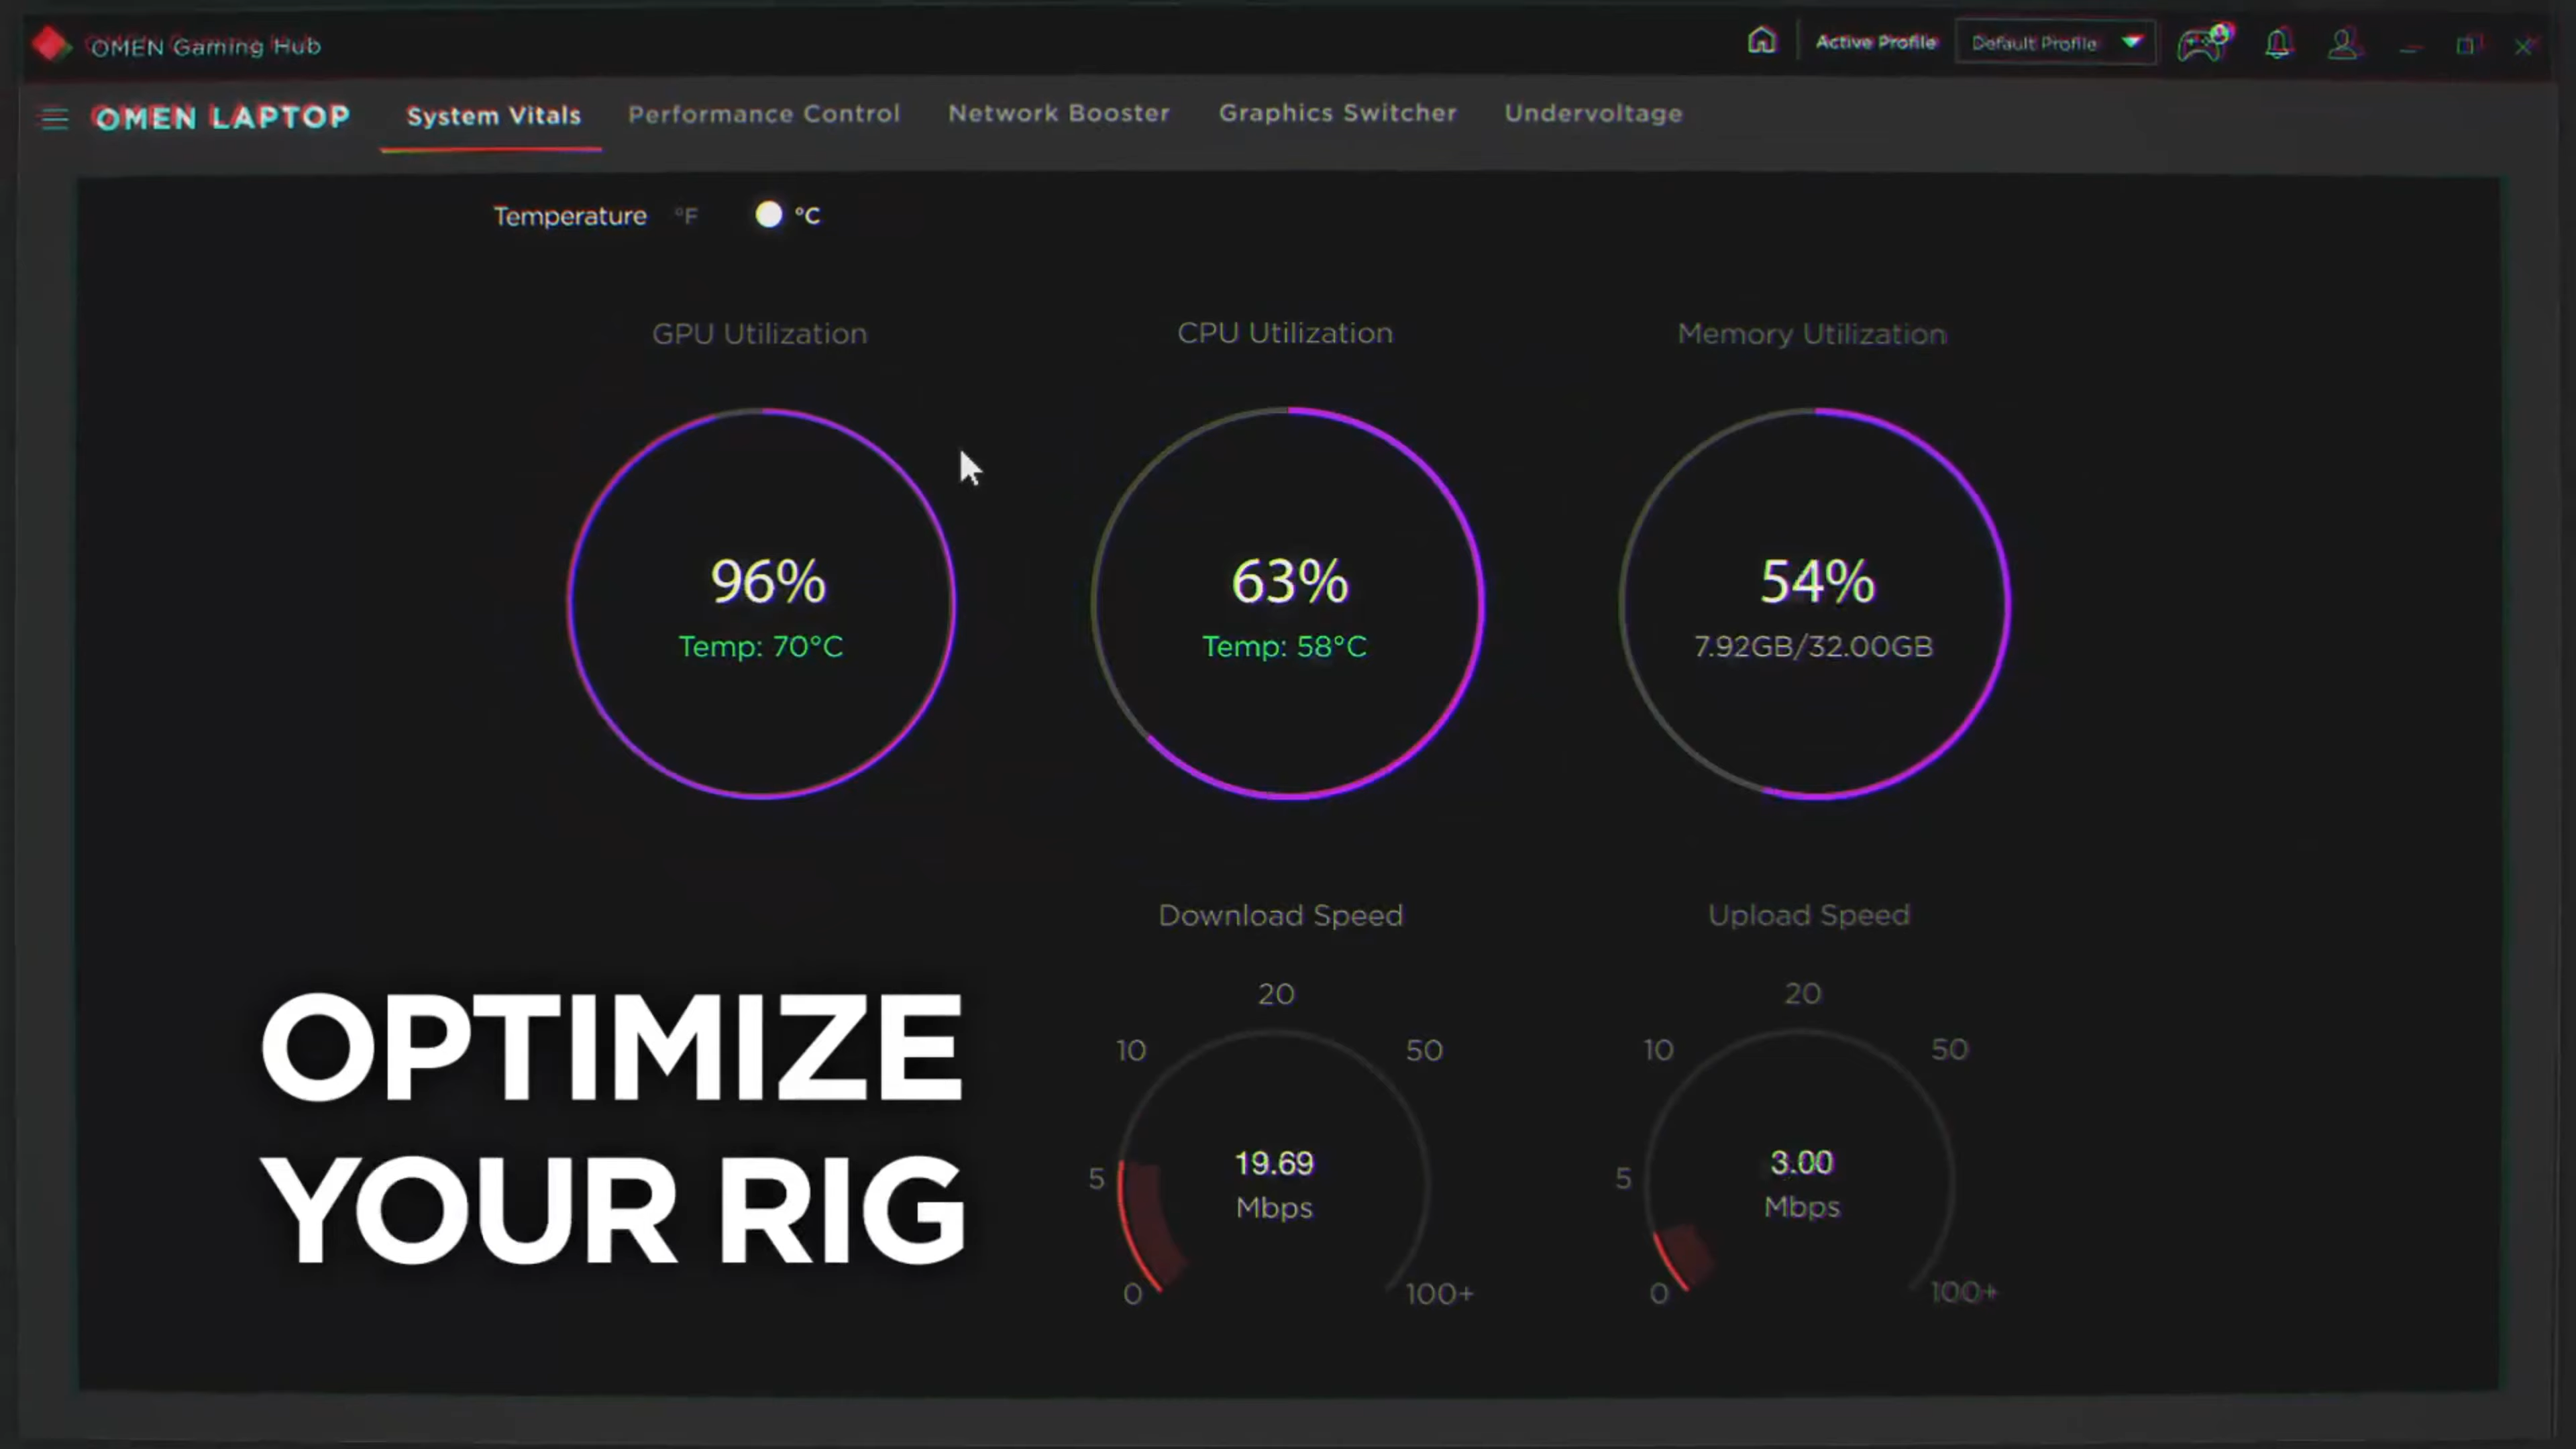 OMEN Gaming Hub
Active Profile
Default Profile
OMEN LAPTOP
System Vitals
Performance Control
Network Booster
Graphics Switcher
Undervoltage
Temperature °F °C
GPU Utilization
96%
Temp: 70°C
CPU Utilization
63%
Temp: 58°C
Memory Utilization
54%
7.92GB/32.00GB
OPTIMIZE
YOUR RIG
Download Speed
20
10
50
5
19.69
Mbps
0
100+
Upload Speed
20
10
50
5
3.00
Mbps
0
100+